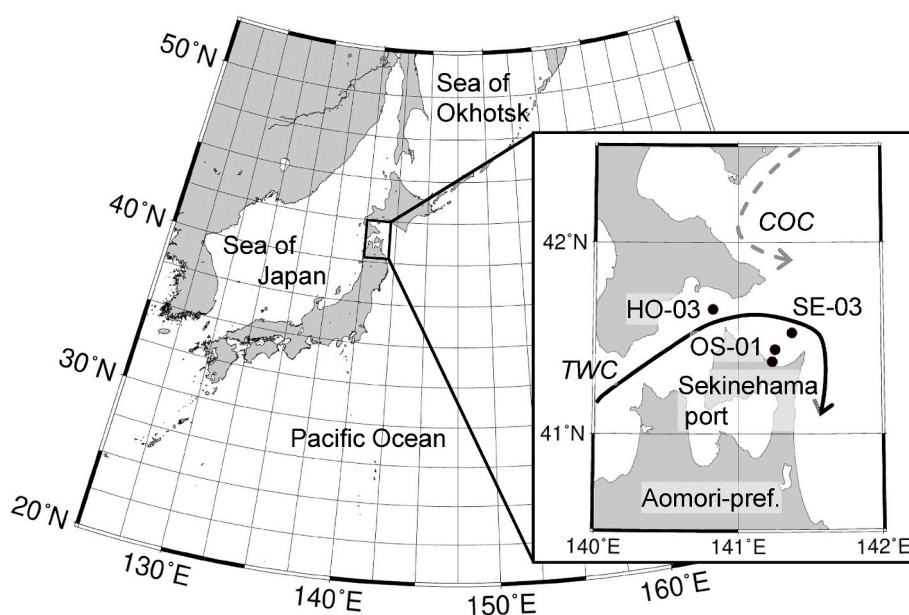 50˚N
40˚N
30˚N
20˚N
130˚E
140˚E
150˚E
160˚E
Sea of
Okhotsk
Sea of
Japan
Pacific Ocean
COC
42˚N
HO-03
SE-03
OS-01
TWC
Sekinehama
port
41˚N
Aomori-pref.
140˚E
141˚E
142˚E